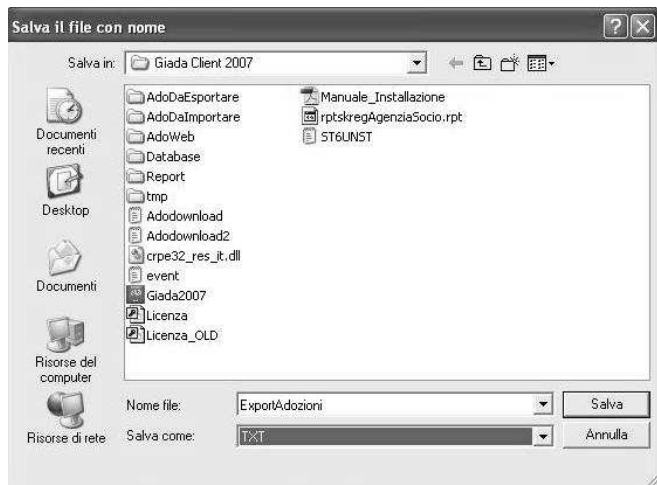 Salva il file con nome
Salva in: Giada Client 2007
Documenti recenti
Desktop
Documenti
Risorse del computer
Risorse di rete
AdoDaEsportare
AdoDaImportare
AdoWeb
Database
Report
tmp
Adodownload
Adodownload2
crpe32_res_it.dll
event
Giada2007
Licenza
Licenza_OLD
Manuale_Installazione
rptskregAgenziaSocio.rpt
ST6UNST
Nome file: ExportAdozioni Salva
Salva come: TXT Annulla